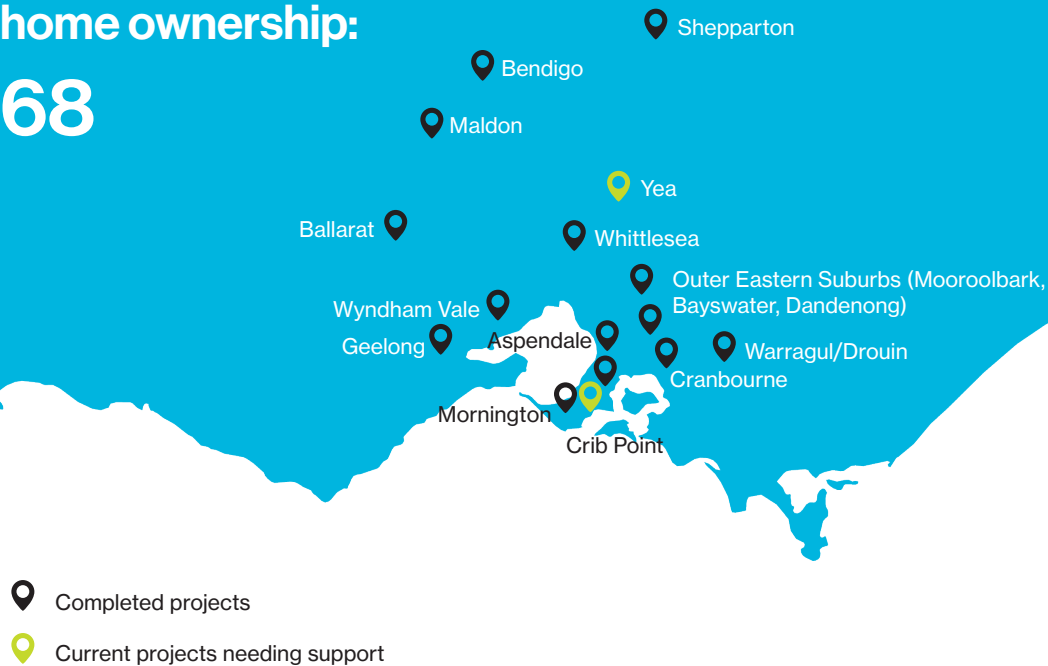 home ownership:
68
Shepparton
Bendigo
Maldon
Yea
Ballarat
Whittlesea
Outer Eastern Suburbs (Mooroolbark,
Bayswater, Dandenong)
Wyndham Vale
Geelong
Aspendale
Warragul/Drouin
Cranbourne
Mornington
Crib Point
Completed projects
Current projects needing support